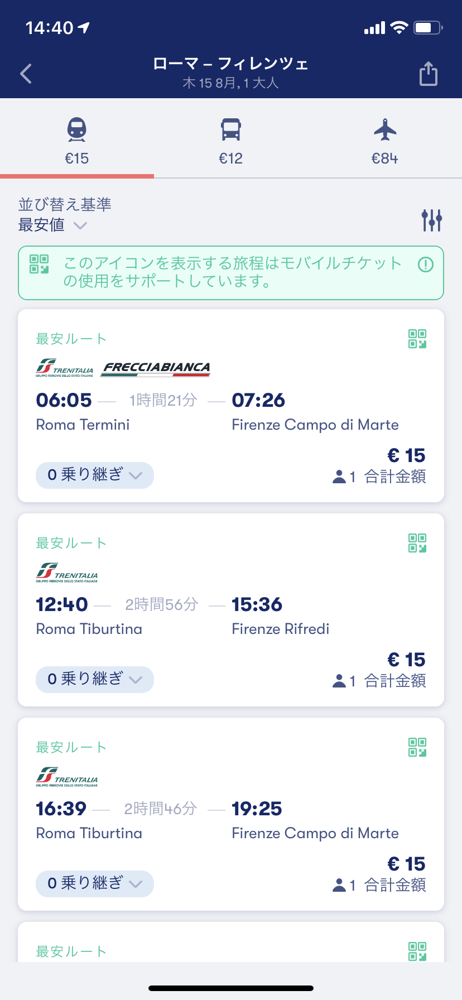 14:40
ローマ – フィレンツェ
木 15 8月, 1 大人
€15
€12
€84
並び替え基準
最安値
このアイコンを表示する旅程はモバイルチケット
の使用をサポートしています。
最安ルート
TRENITALIA
GRUPPO FERROVIE DELLO STATO ITALIANE
FRECCIABIANCA
06:05 — 1時間21分 — 07:26
Roma Termini Firenze Campo di Marte
€ 15
0 乗り継ぎ 1 合計金額
最安ルート
TRENITALIA
GRUPPO FERROVIE DELLO STATO ITALIANE
12:40 — 2時間56分 — 15:36
Roma Tiburtina Firenze Rifredi
€ 15
0 乗り継ぎ 1 合計金額
最安ルート
TRENITALIA
GRUPPO FERROVIE DELLO STATO ITALIANE
16:39 — 2時間46分 — 19:25
Roma Tiburtina Firenze Campo di Marte
€ 15
0 乗り継ぎ 1 合計金額
最安ルート